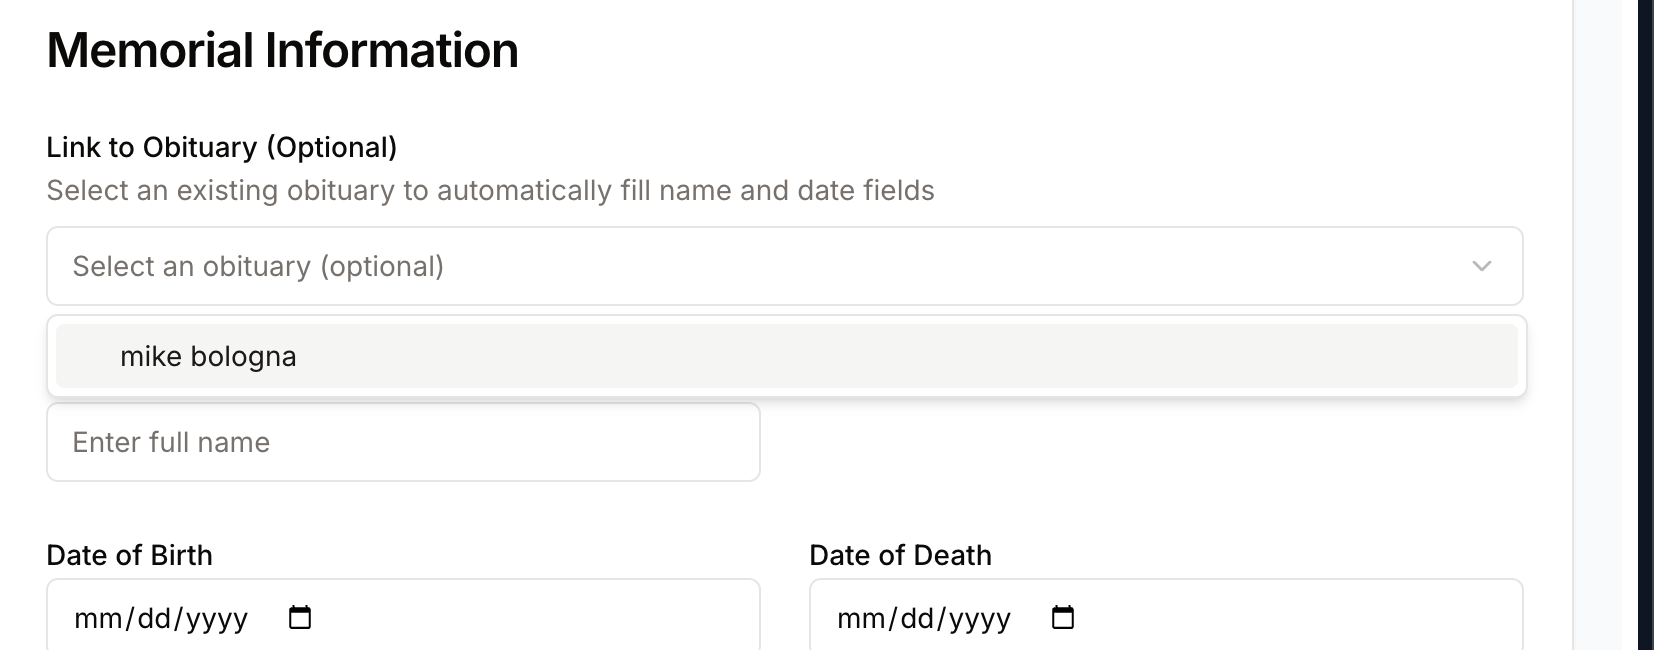 Memorial Information
Link to Obituary (Optional)
Select an existing obituary to automatically fill name and date fields
Select an obituary (optional)
mike bologna
Enter full name
Date of Birth
Date of Death
mm/dd/yyyy
mm/dd/yyyy